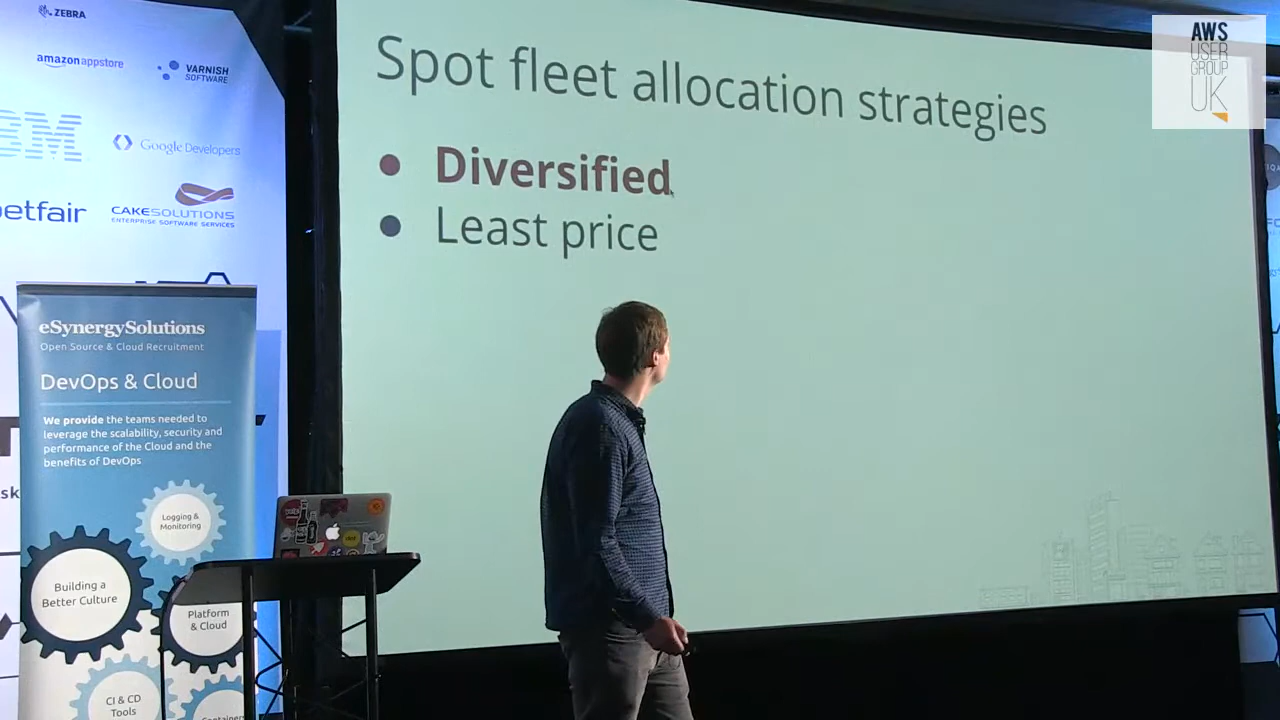 ZEBRA
amazon appstore
VARNISH
SOFTWARE
Google Developers
betfair
CAKESOLUTIONS
ENTERPRISE SOFTWARE SERVICES
eSynergySolutions
Open Source & Cloud Recruitment
DevOps & Cloud
We provide the teams needed to
leverage the scalability, security and
performance of the Cloud and the
benefits of DevOps
Logging &
Monitoring
Building a
Better Culture
Platform
& Cloud
CI & CD
Tools
Spot fleet allocation strategies
• Diversified
• Least price
AWS
USER
GROUP
UK